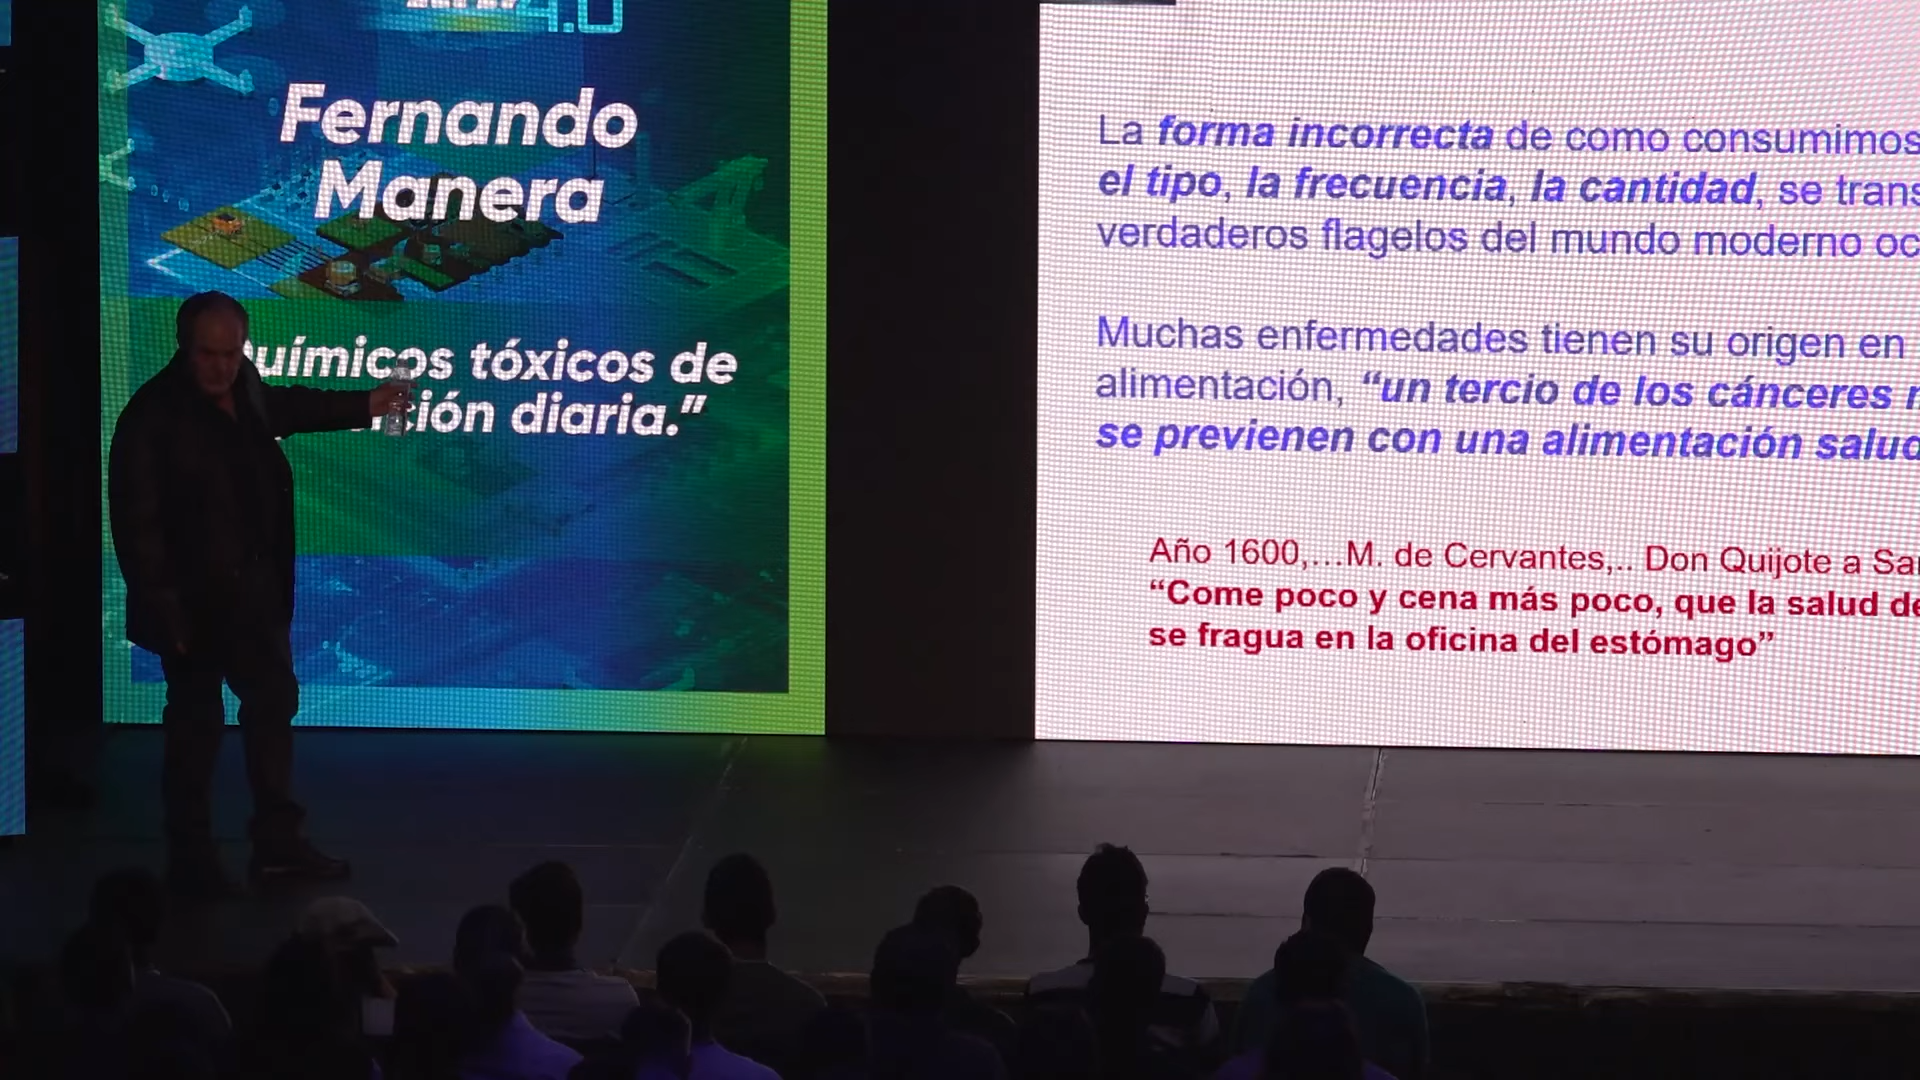 4.0
Fernando
Manera
uímicos tóxicos de
ión diaria.”
La forma incorrecta de como consumimos
el tipo, la frecuencia, la cantidad, se trans
verdaderos flagelos del mundo moderno oc
Muchas enfermedades tienen su origen en
alimentación, “un tercio de los cánceres
se previenen con una alimentación salud
Año 1600,...M. de Cervantes,.. Don Quijote a Sa
“Come poco y cena más poco, que la salud de
se fragua en la oficina del estómago”